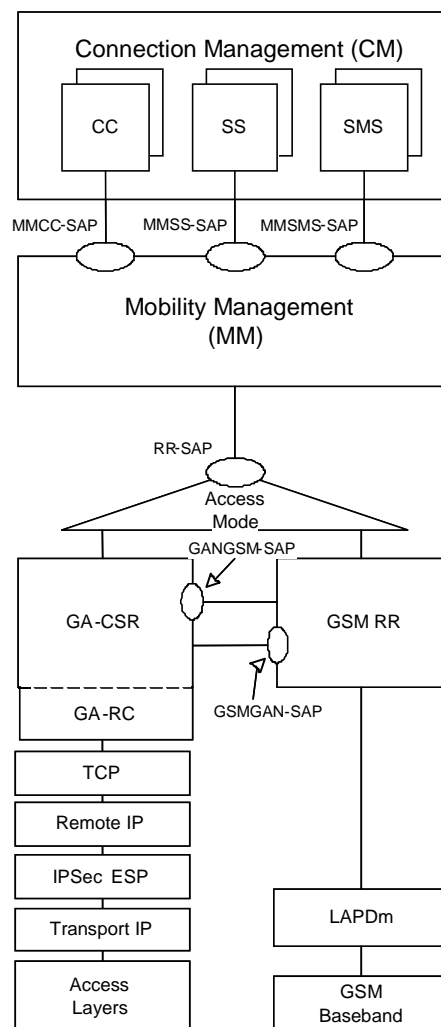 Connection Management (CM)
CC
SS
SMS
MMCC-SAP
MMSS-SAP
MMSMS-SAP
Mobility Management
(MM)
RR-SAP
Access
Mode
GANGSM-SAP
GA-CSR
GSM RR
GA-RC
GSMGAN-SAP
TCP
Remote IP
IPSec ESP
Transport IP
LAPDm
Access
Layers
GSM
Baseband